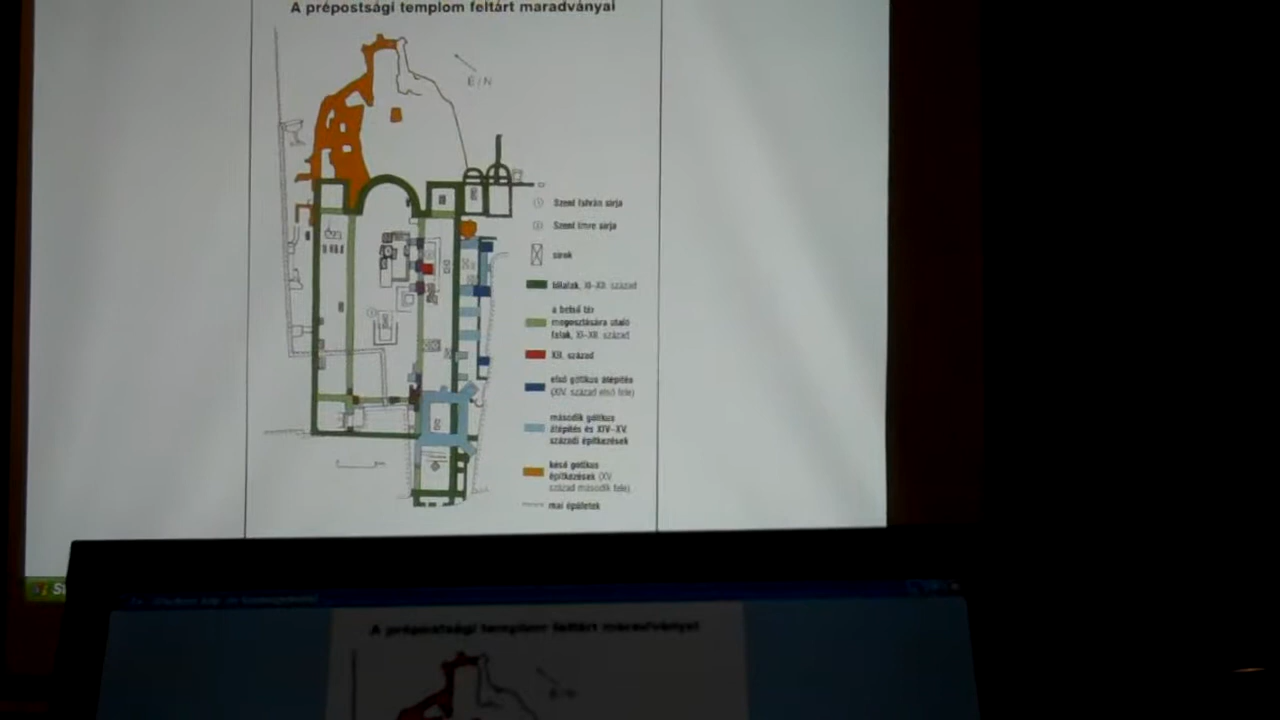 A prépostsági templom feltárt maradványai
É / N
Szent István sírja
Szent Imre sírja
sírok
főfalak, XI–XII. század
a belső tér
megosztására utaló
falak, XI–XII. század
XII. század
első gótikus átépítés
(XIV. század első fele)
második gótikus
átépítés és XIV–XV.
századi építkezések
késő gótikus
építkezések (XV.
század második fele)
mai épületek
A prépostsági templom feltárt maradványai